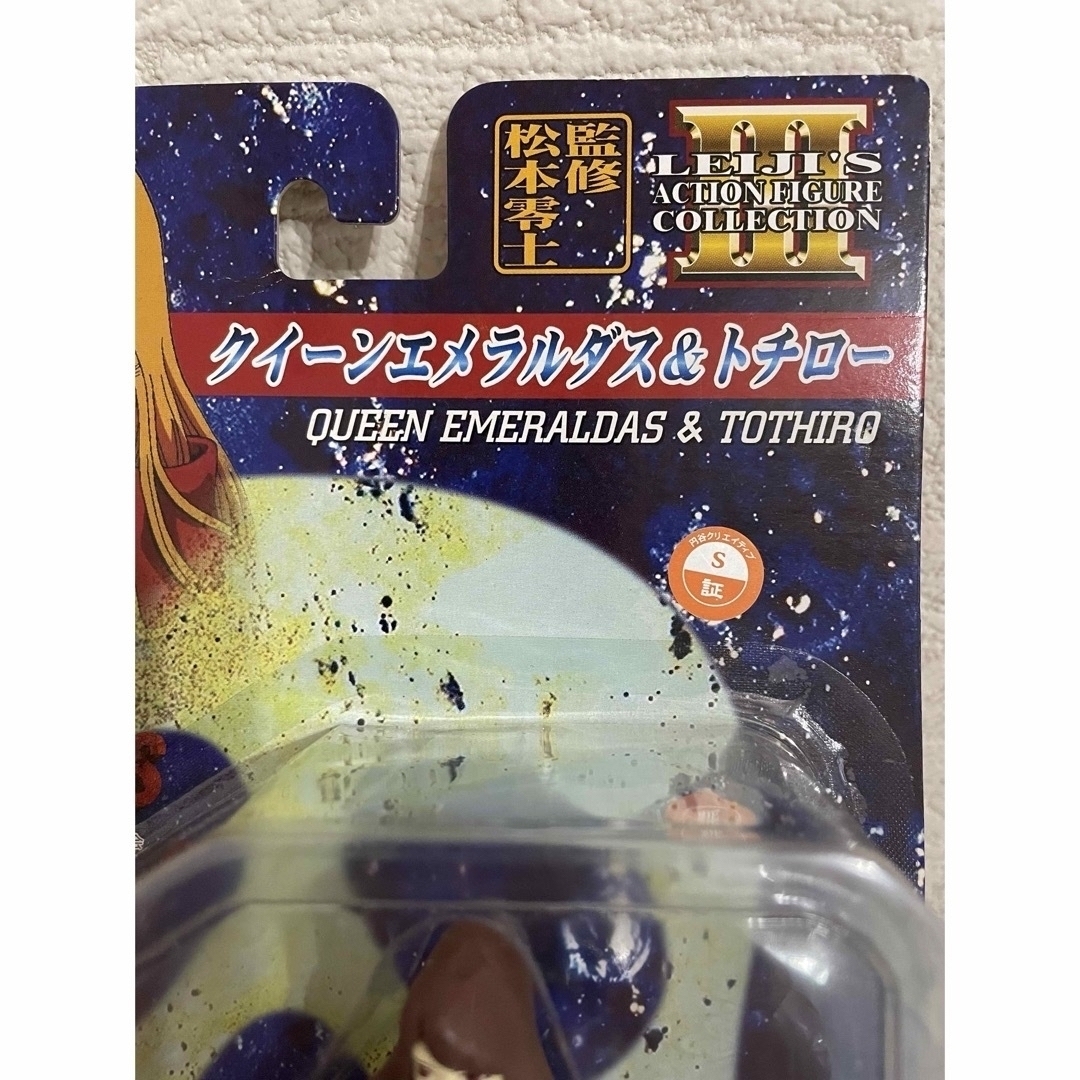 監修
松本零士
LEIJI'S
ACTION FIGURE
COLLECTION
III
クイーンエメラルダス&トチロー
QUEEN EMERALDAS & TOTHIRO
円谷クリエイティブ
S
証